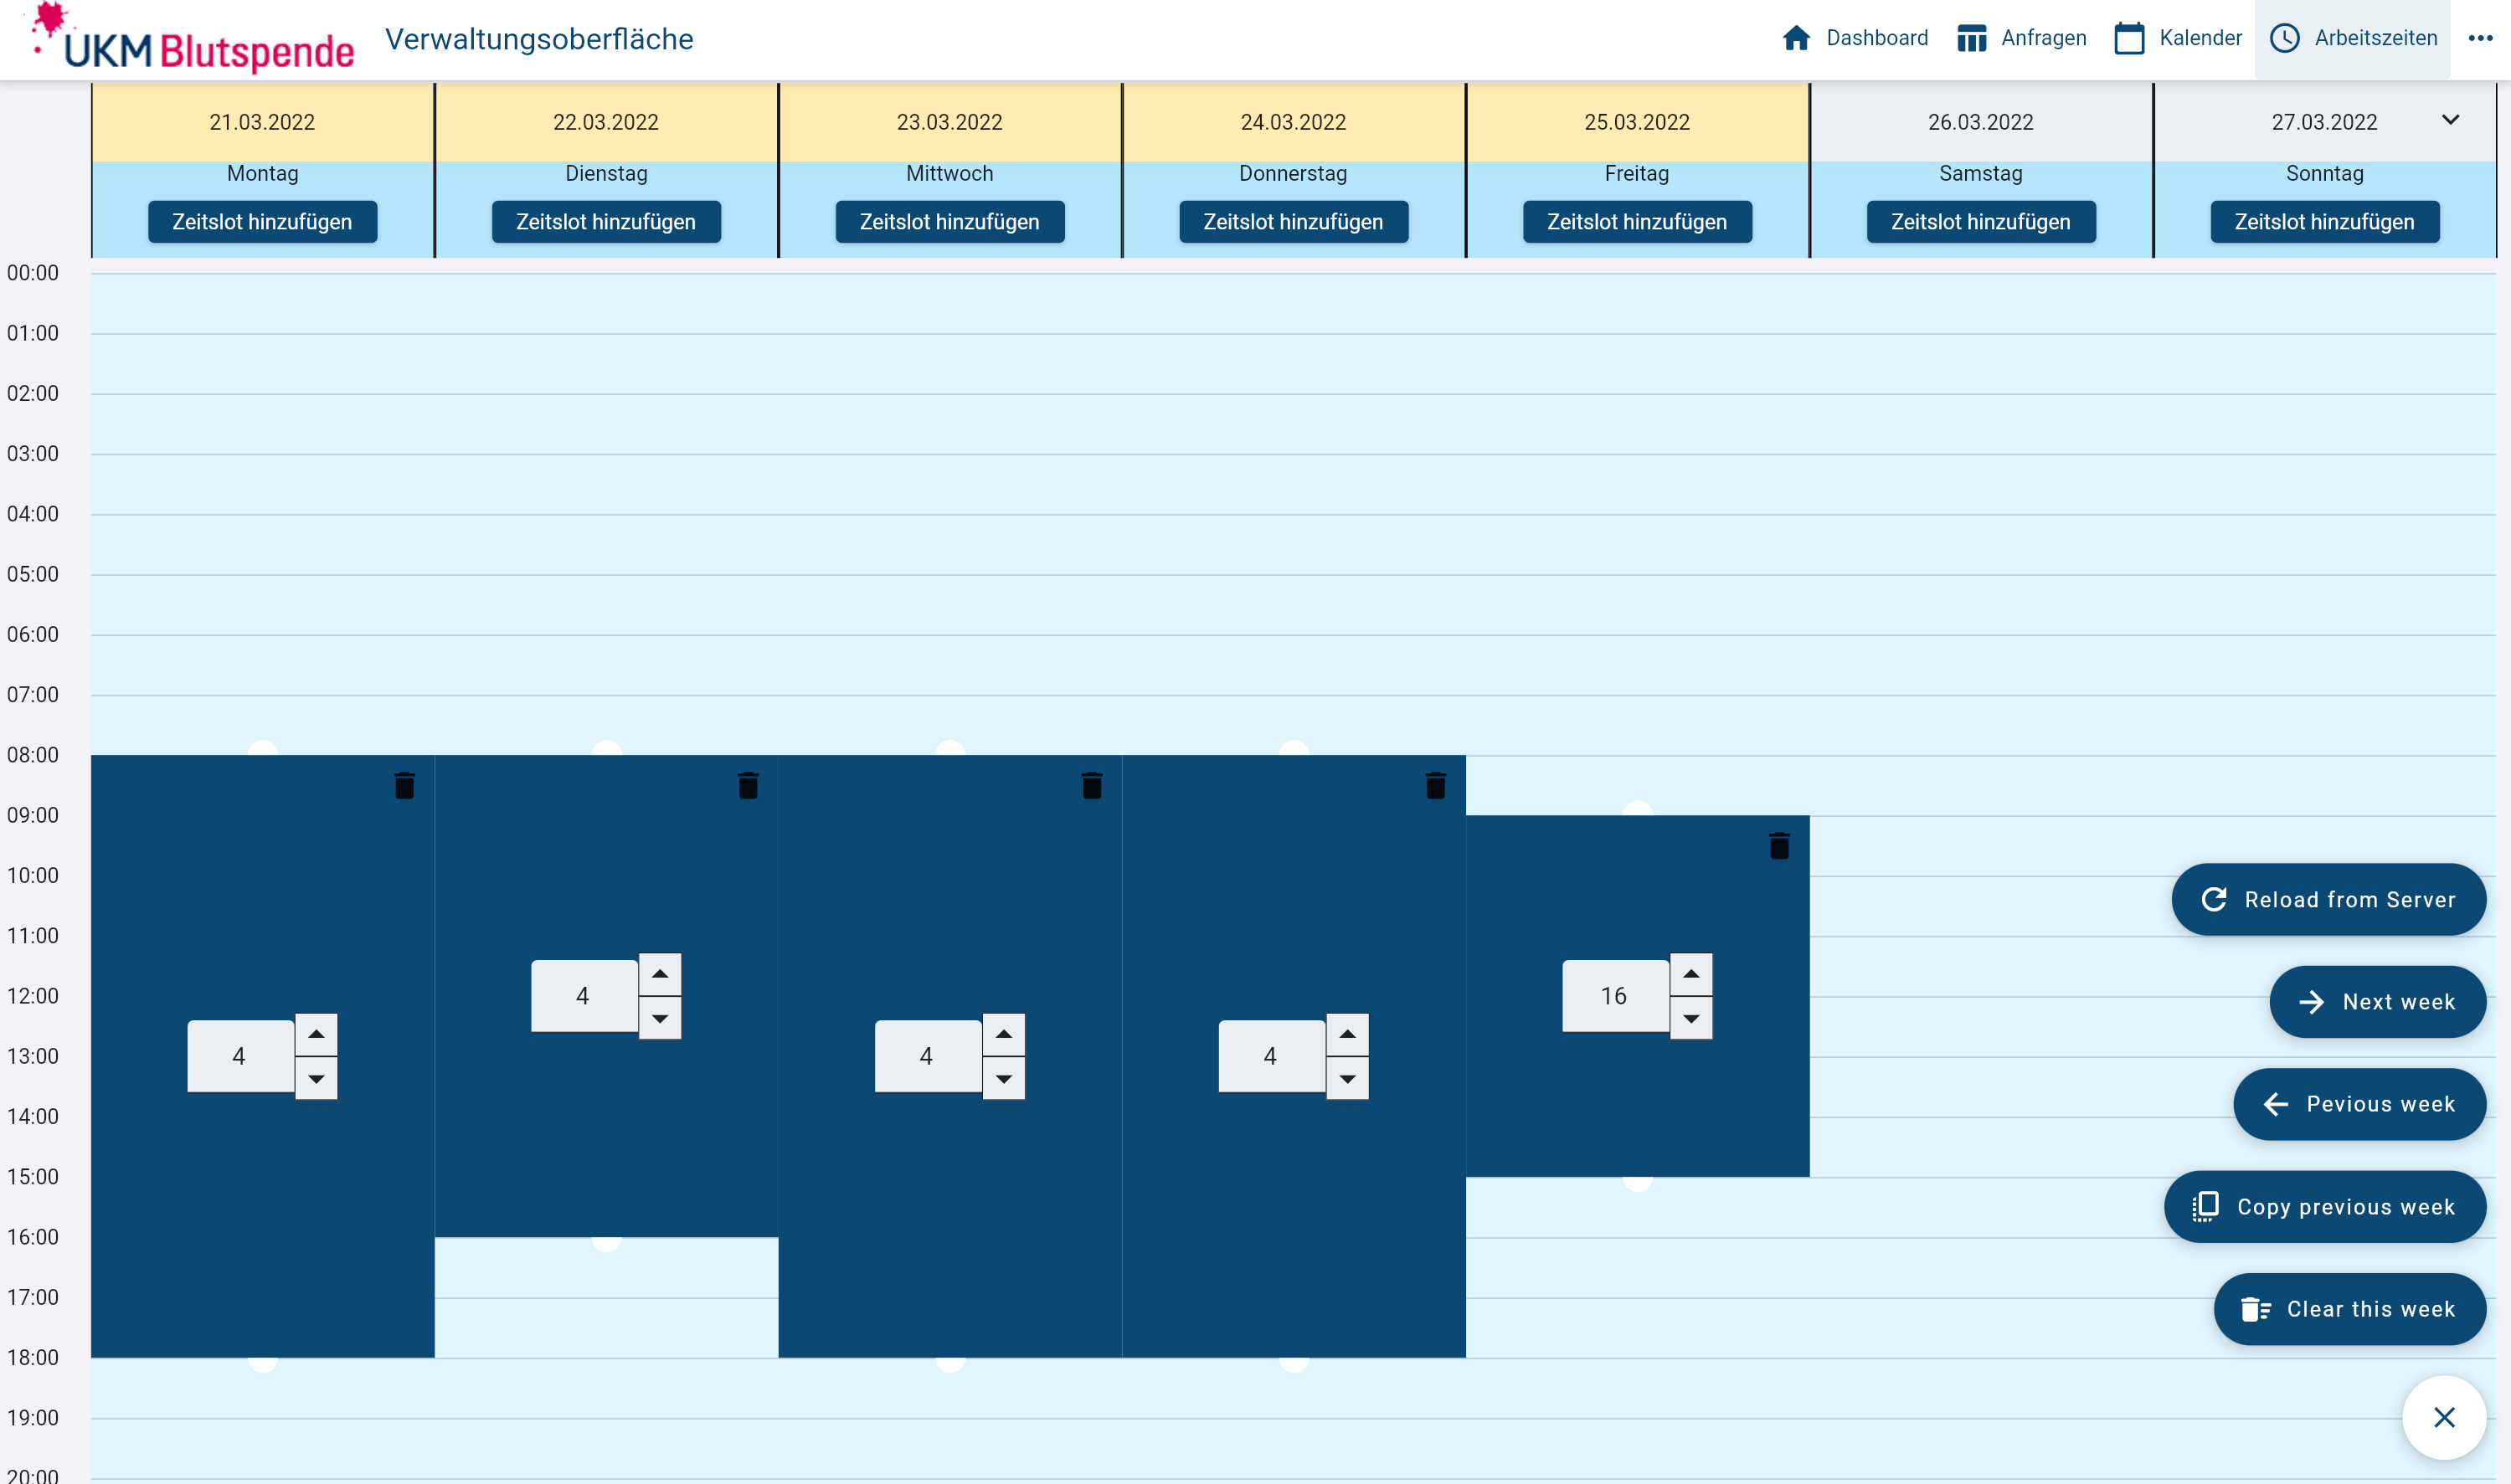 UKM Blutspende
Verwaltungsoberfläche
Dashboard
Anfragen
Kalender
Arbeitszeiten
21.03.2022
22.03.2022
23.03.2022
24.03.2022
25.03.2022
26.03.2022
27.03.2022
Montag
Dienstag
Mittwoch
Donnerstag
Freitag
Samstag
Sonntag
Zeitslot hinzufügen
Zeitslot hinzufügen
Zeitslot hinzufügen
Zeitslot hinzufügen
Zeitslot hinzufügen
Zeitslot hinzufügen
Zeitslot hinzufügen
00:00
01:00
02:00
03:00
04:00
05:00
06:00
07:00
08:00
09:00
10:00
11:00
12:00
13:00
14:00
15:00
16:00
17:00
18:00
19:00
20:00
4
4
4
4
16
Reload from Server
Next week
Pevious week
Copy previous week
Clear this week